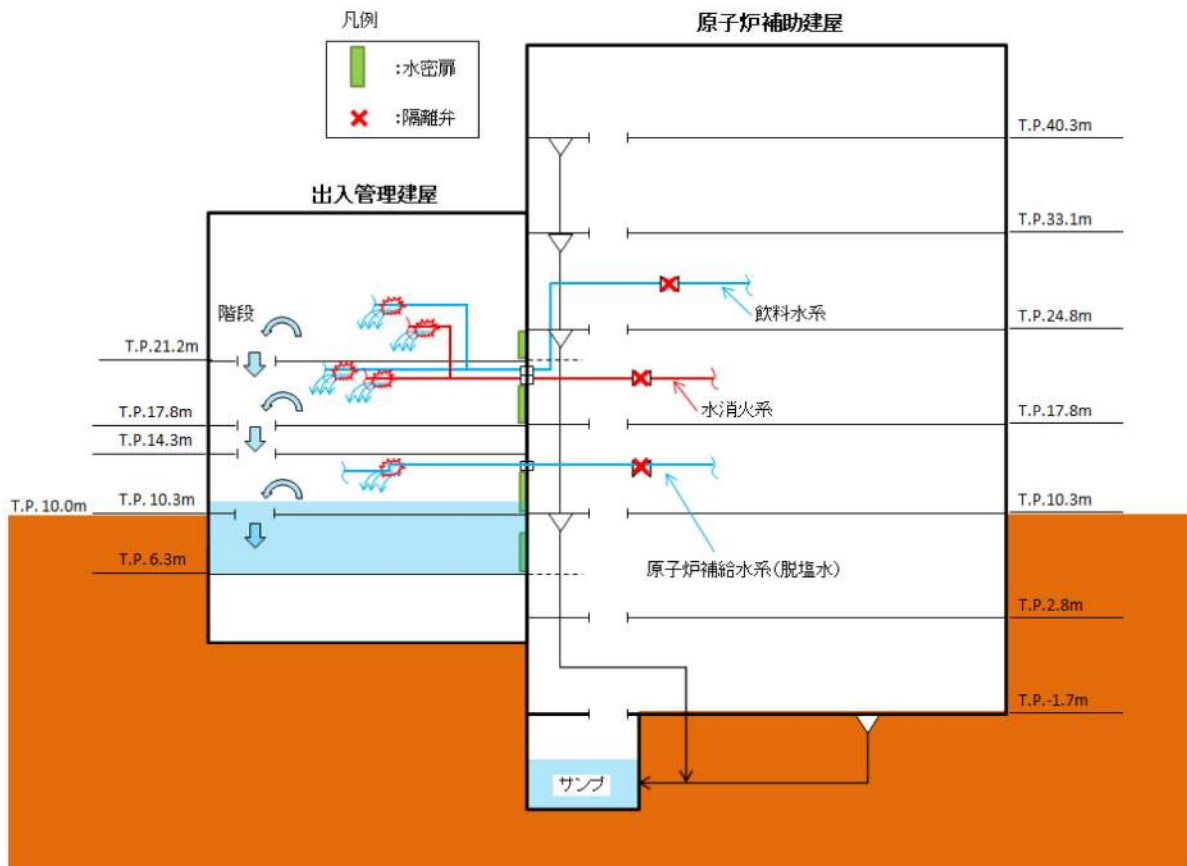 凡例
:水密扉
:隔離弁
原子炉補助建屋
出入管理建屋
T.P.40.3m
T.P.33.1m
飲料水系
T.P.24.8m
階段
T.P.21.2m
水消火系
T.P.17.8m
T.P.17.8m
T.P.14.3m
T.P. 10.0m
T.P. 10.3m
T.P.10.3m
T.P. 6.3m
原子炉補給水系(脱塩水)
T.P.2.8m
T.P.-1.7m
サンプ